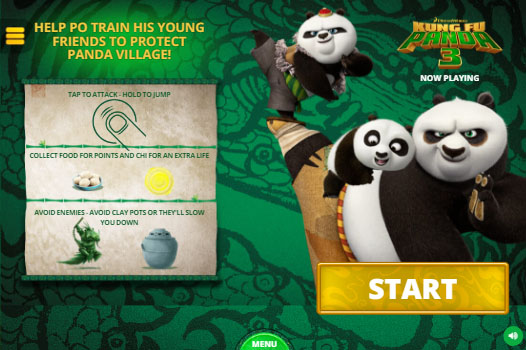 HELP PO TRAIN HIS YOUNG
FRIENDS TO PROTECT
PANDA VILLAGE!
TAP TO ATTACK - HOLD TO JUMP
COLLECT FOOD FOR POINTS AND CHI FOR AN EXTRA LIFE
AVOID ENEMIES - AVOID CLAY POTS OR THEY'LL SLOW
YOU DOWN
DREAMWORKS
KUNG FU
PANDA
3
NOW PLAYING
START
MENU